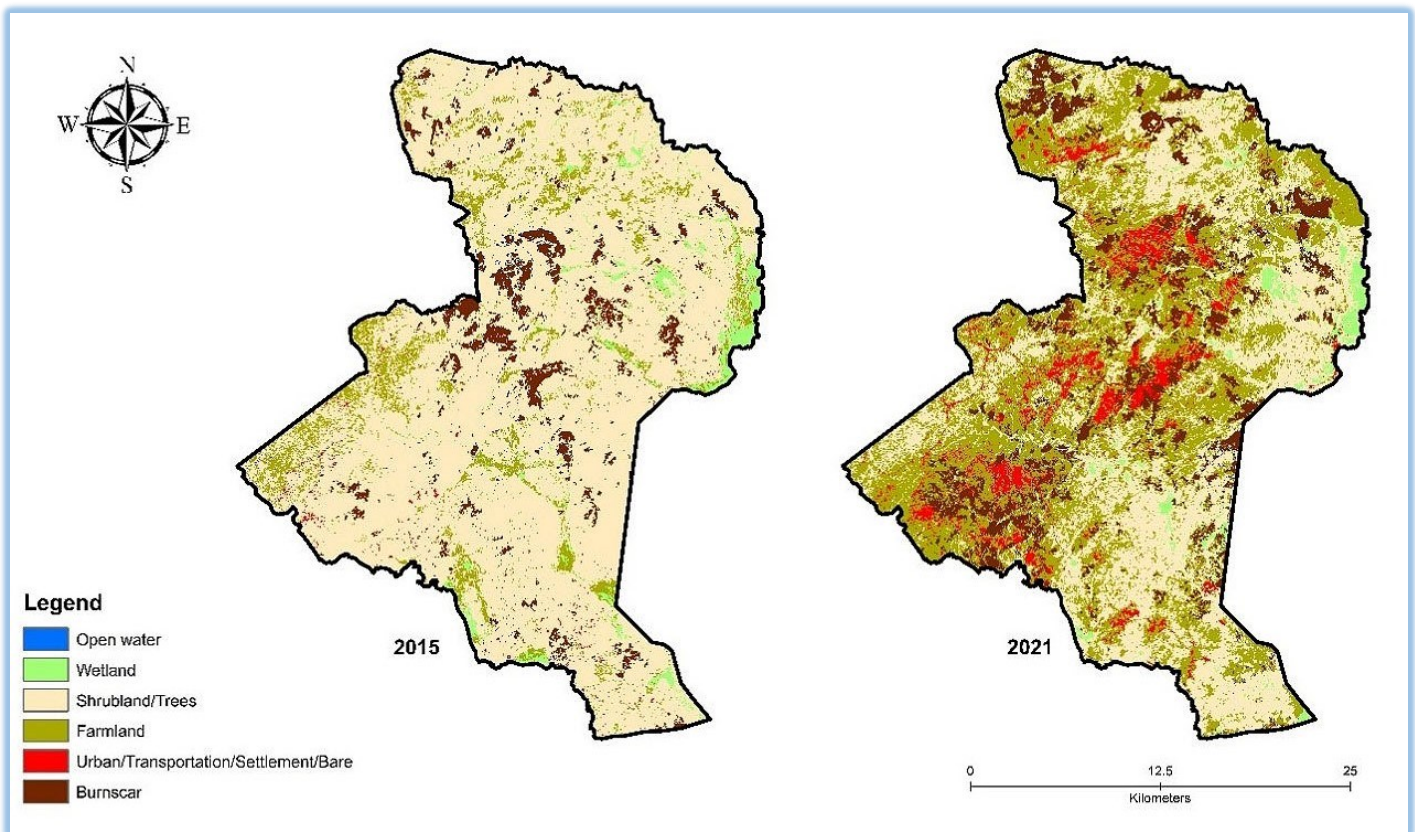 N
W E
S
Legend
Open water
Wetland
Shrubland/Trees
Farmland
Urban/Transportation/Settlement/Bare
Burnscar
2015
2021
0 12.5 25
Kilometers